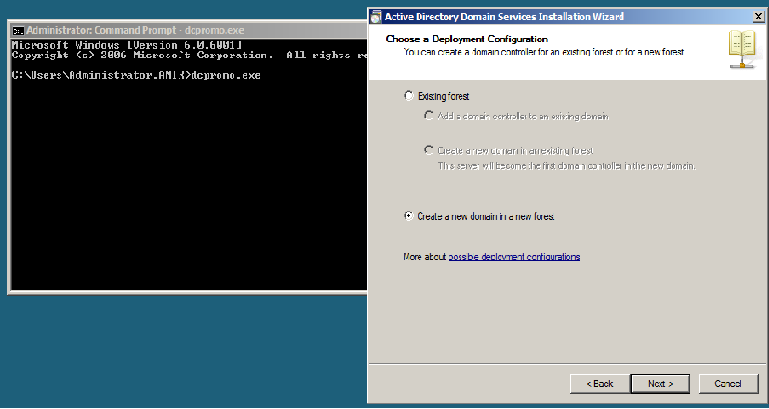 Administrator: Command Prompt - dcpromo.exe
Microsoft Windows [Version 6.0.6001]
Copyright (c) 2006 Microsoft Corporation. All rights re
C:\Users\Administrator.AN1R>dcpromo.exe
Active Directory Domain Services Installation Wizard
Choose a Deployment Configuration
You can create a domain controller for an existing forest or for a new forest.
Existing forest
Add a domain controller to an existing domain
Create a new domain in an existing forest
This server will become the first domain controller in the new domain.
Create a new domain in a new forest
More about possible deployment configurations
< Back
Next >
Cancel